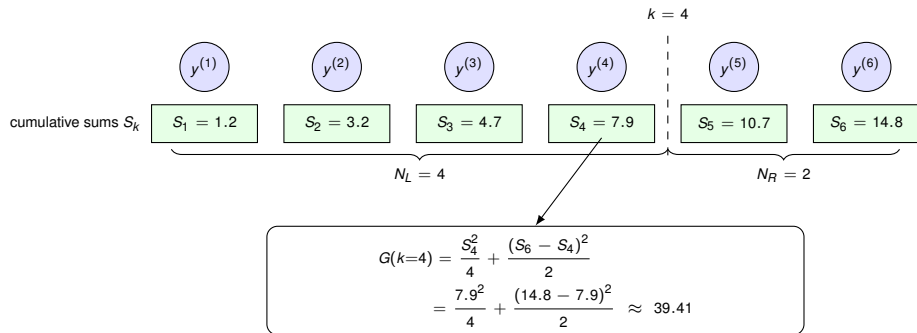 k = 4
y^(1) y^(2) y^(3) y^(4) y^(5) y^(6)
cumulative sums S_k S_1 = 1.2 S_2 = 3.2 S_3 = 4.7 S_4 = 7.9 S_5 = 10.7 S_6 = 14.8
N_L = 4 N_R = 2
G(k=4) = S_4^2/4 + (S_6 − S_4)^2/2
= 7.9^2/4 + (14.8 − 7.9)^2/2 ≈ 39.41